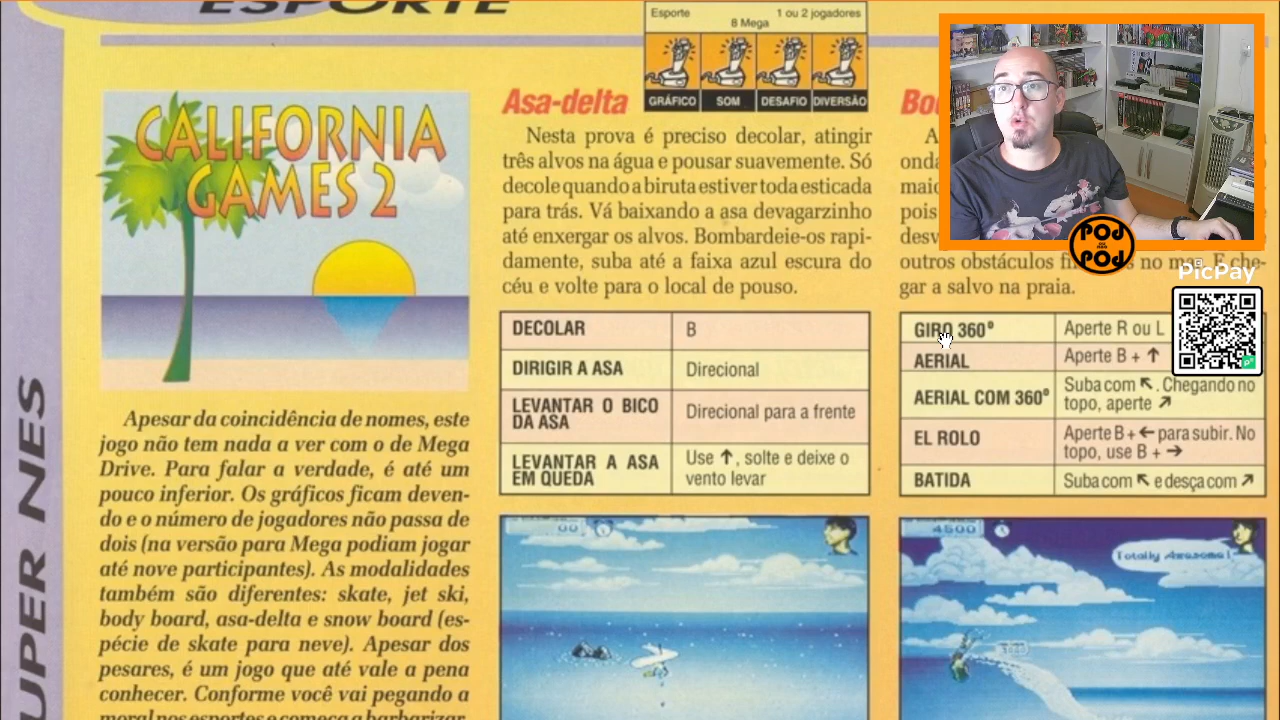 ESPORTE
SUPER NES
Esporte 1 ou 2 jogadores
8 Mega
GRÁFICO SOM DESAFIO DIVERSÃO
CALIFORNIA
GAMES 2
Apesar da coincidência de nomes, este
jogo não tem nada a ver com o de Mega
Drive. Para falar a verdade, é até um
pouco inferior. Os gráficos ficam deven-
do e o número de jogadores não passa de
dois (na versão para Mega podiam jogar
até nove participantes). As modalidades
também são diferentes: skate, jet ski,
body board, asa-delta e snow board (es-
pécie de skate para neve). Apesar dos
pesares, é um jogo que até vale a pena
conhecer. Conforme você vai pegando a
moral nos esportes e começa a barbarizar,
Asa-delta
Nesta prova é preciso decolar, atingir
três alvos na água e pousar suavemente. Só
decole quando a biruta estiver toda esticada
para trás. Vá baixando a asa devagarzinho
até enxergar os alvos. Bombardeie-os rapi-
damente, suba até a faixa azul escura do
céu e volte para o local de pouso.
DECOLAR B
DIRIGIR A ASA Direcional
LEVANTAR O BICO DA ASA Direcional para a frente
LEVANTAR A ASA EM QUEDA Use ↑, solte e deixe o
vento levar
00
outros obstáculos no mar. E che-
gar a salvo na praia.
GIRO 360° Aperte R ou L
AERIAL Aperte B + ↑
AERIAL COM 360° Suba com ↖. Chegando no
topo, aperte ↗
EL ROLO Aperte B + ← para subir. No
topo, use B + →
BATIDA Suba com ↖ e desça com ↗
4500
Totally Awesome!
360
POD
POD
PicPay